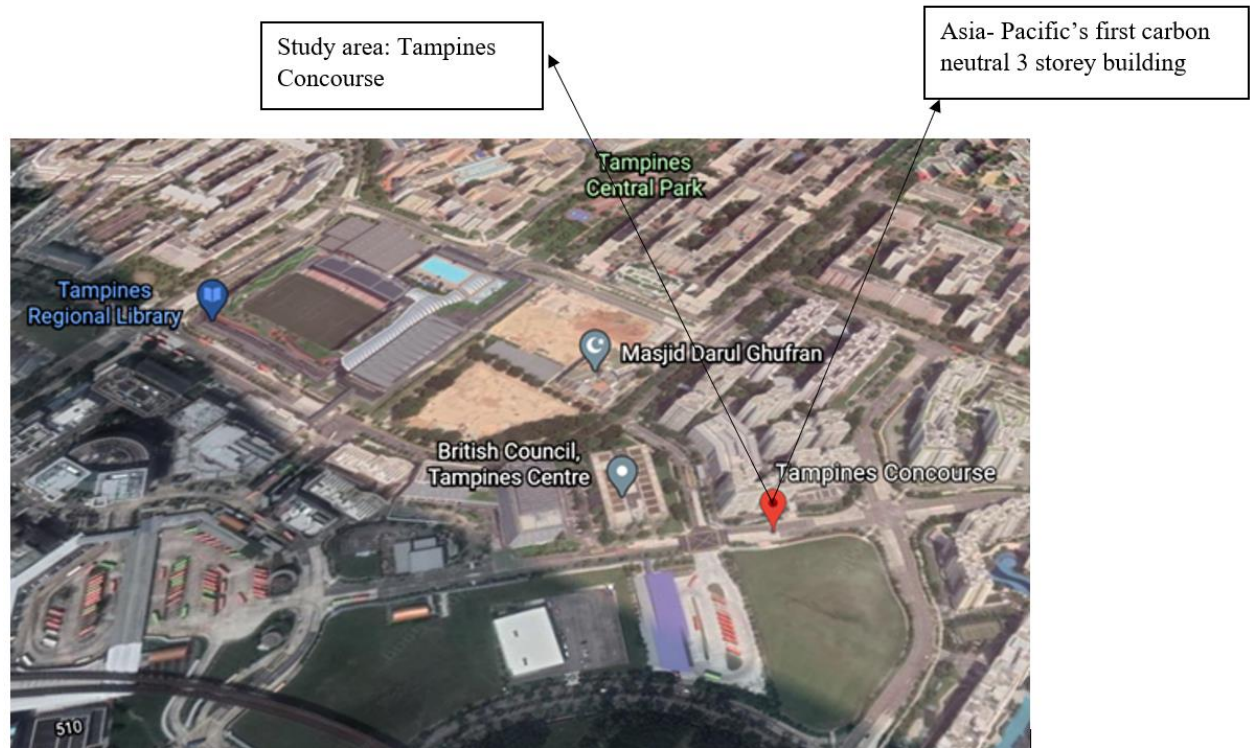 Study area: Tampines
Concourse
Asia- Pacific’s first carbon
neutral 3 storey building
Tampines
Central Park
Tampines
Regional Library
Masjid Darul Ghufran
British Council,
Tampines Centre
Tampines Concourse
510